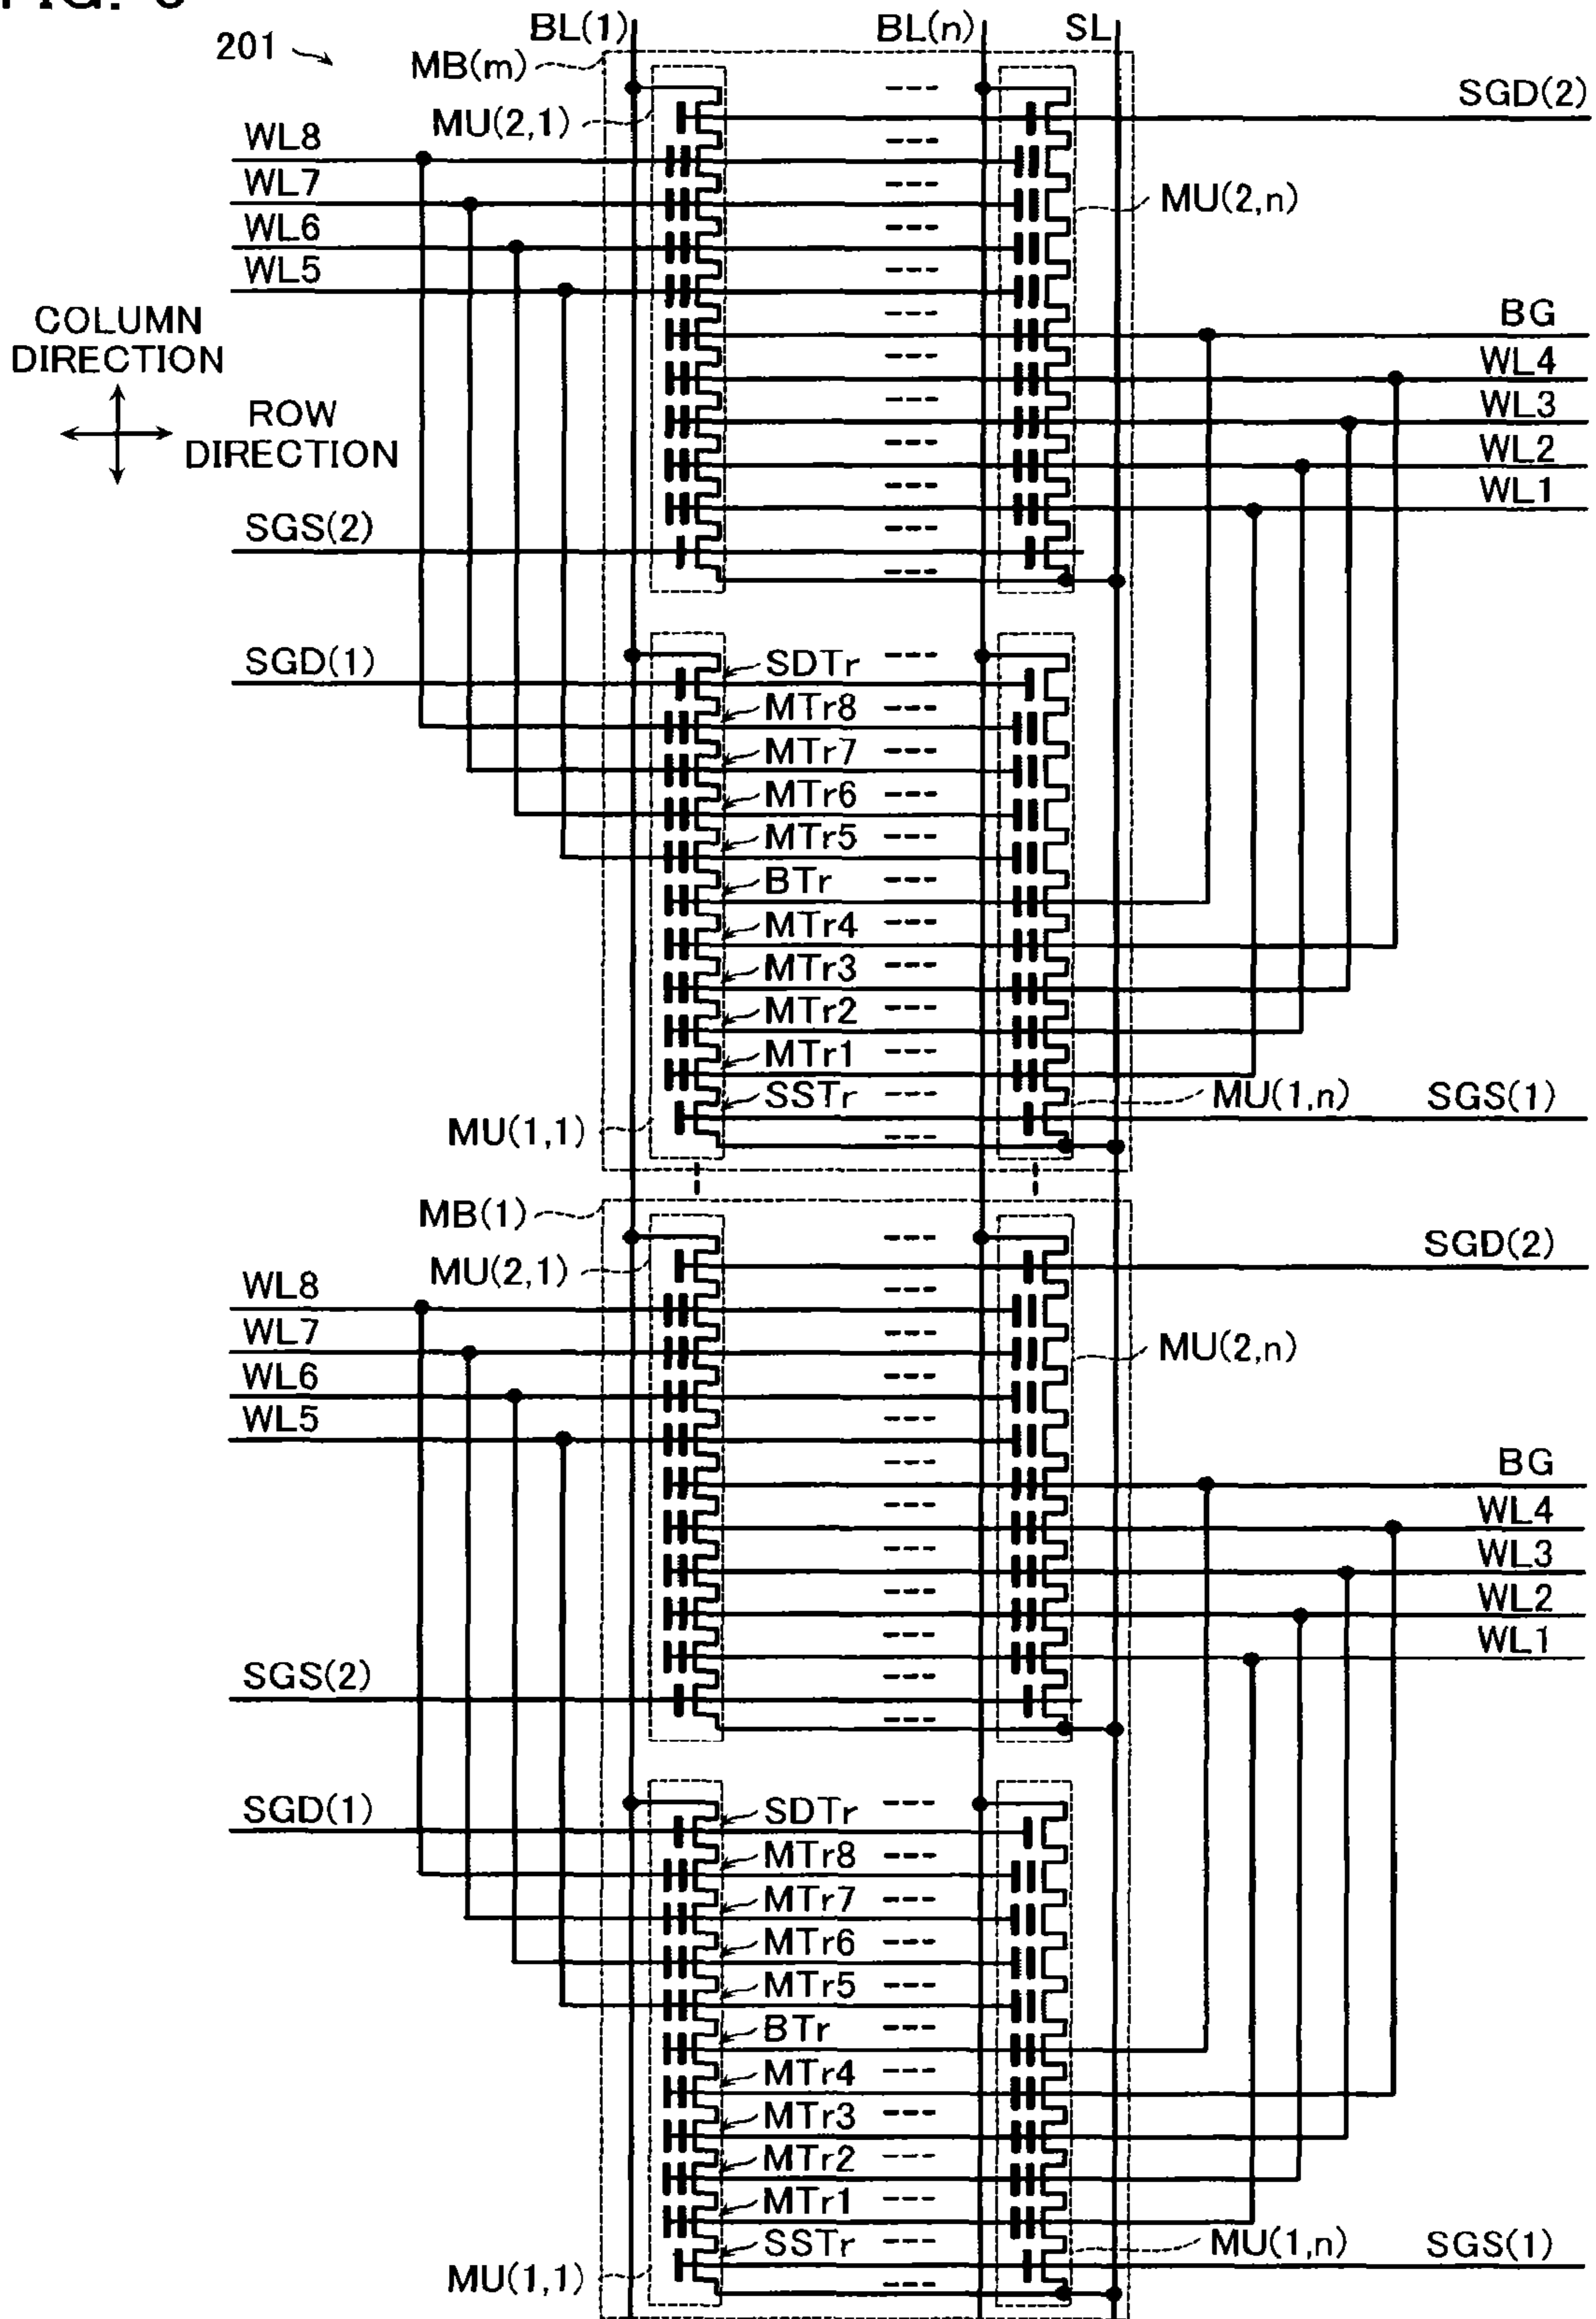 BL(1) BL(n) SL
201
MB(m)
MU(2,1)
SGD(2)
WL8
WL7
MU(2,n)
WL6
WL5
COLUMN
DIRECTION
BG
WL4
ROW
DIRECTION
WL3
WL2
WL1
SGS(2)
SGD(1)
SDTr
MTr8
MTr7
MTr6
MTr5
BTr
MTr4
MTr3
MTr2
MTr1
SSTr
MU(1,n)
SGS(1)
MU(1,1)
MB(1)
MU(2,1)
SGD(2)
WL8
WL7
MU(2,n)
WL6
WL5
BG
WL4
WL3
WL2
WL1
SGS(2)
SGD(1)
SDTr
MTr8
MTr7
MTr6
MTr5
BTr
MTr4
MTr3
MTr2
MTr1
SSTr
MU(1,n)
SGS(1)
MU(1,1)